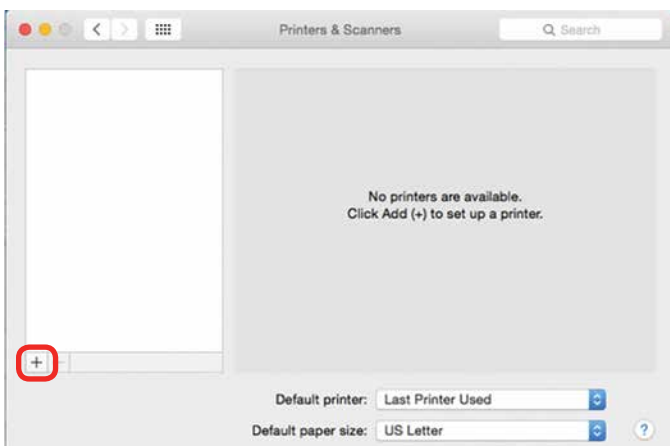 Printers & Scanners
Search
No printers are available.
Click Add (+) to set up a printer.
+ −
Default printer: Last Printer Used
Default paper size: US Letter
?